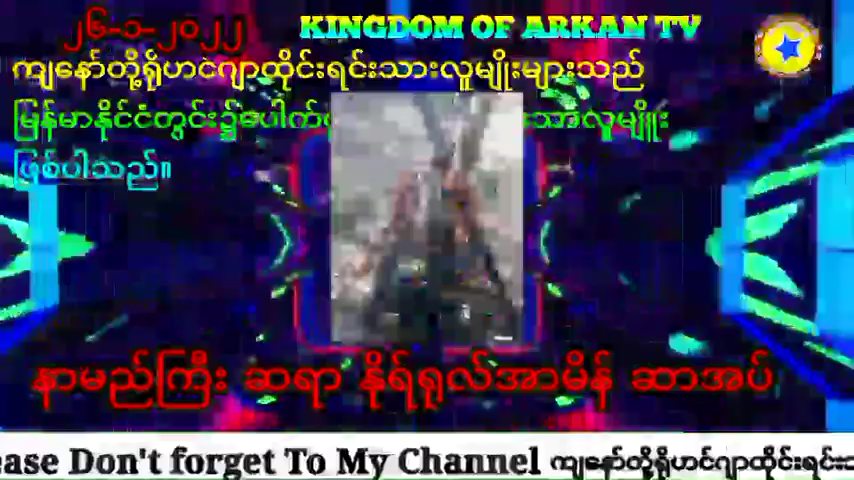 ၂၆-၁-၂၀၂၂
KINGDOM OF ARKAN TV
ကျနော်တို့ရိုဟင်ဂျာထိုင်းရင်းသားလူမျိုးများသည်
မြန်မာနိုင်ငံတွင်း၌ပေါက် သာလူမျိုး
ဖြစ်ပါသည်။
နာမည်ကြီး ဆရာ နိုရ်ရုလ်အာမိန် ဆာအပ်
ease Don't forget To My Channel ကျနော်တို့ရိုဟင်ဂျာထိုင်းရင်းသ